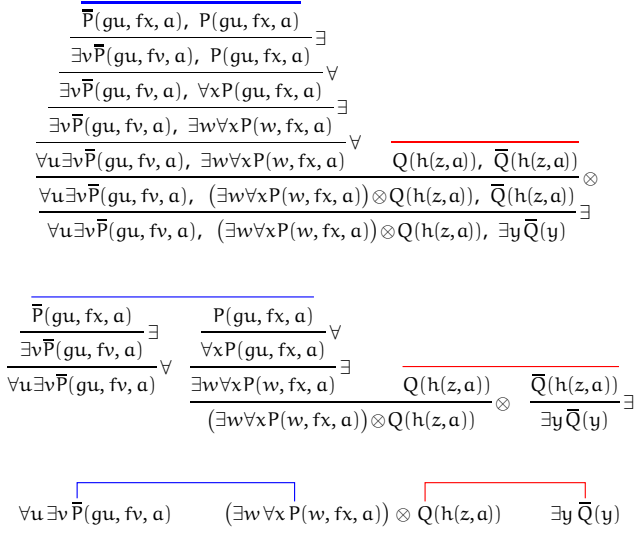 P̅(gu, fx, a), P(gu, fx, a)
∃
∃vP̅(gu, fv, a), P(gu, fx, a)
∀
∃vP̅(gu, fv, a), ∀xP(gu, fx, a)
∃
∃vP̅(gu, fv, a), ∃w∀xP(w, fx, a)
∀
∀u∃vP̅(gu, fv, a), ∃w∀xP(w, fx, a) Q(h(z,a)), Q̅(h(z,a))
⊗
∀u∃vP̅(gu, fv, a), (∃w∀xP(w, fx, a))⊗Q(h(z,a)), Q̅(h(z,a))
∃
∀u∃vP̅(gu, fv, a), (∃w∀xP(w, fx, a))⊗Q(h(z,a)), ∃yQ̅(y)
P̅(gu, fx, a) P(gu, fx, a)
∃ ∀
∃vP̅(gu, fv, a) ∀xP(gu, fx, a)
∀ ∃
∀u∃vP̅(gu, fv, a) ∃w∀xP(w, fx, a) Q(h(z,a)) Q̅(h(z,a))
⊗ ∃
(∃w∀xP(w, fx, a))⊗Q(h(z,a)) ∃yQ̅(y)
∀u∃vP̅(gu, fv, a) (∃w∀xP(w, fx, a)) ⊗ Q(h(z,a)) ∃yQ̅(y)